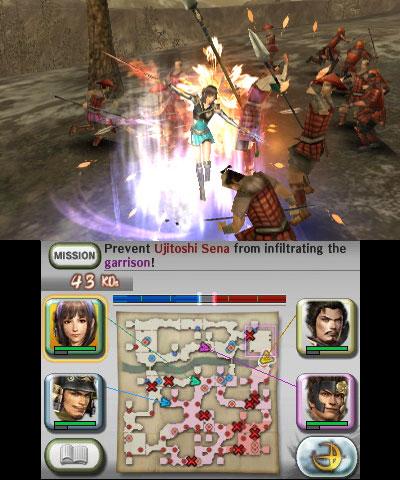 MISSION
Prevent Ujitoshi Sena from infiltrating the
garrison!
43 KOs